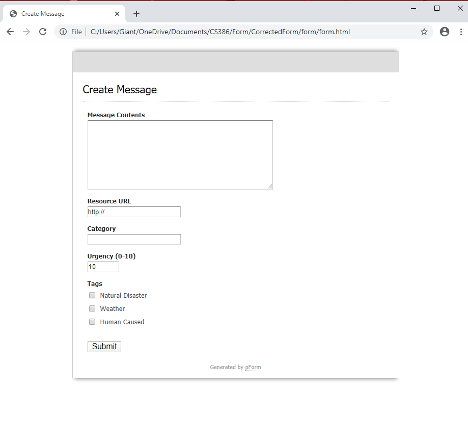 Create Message
File
C:/Users/Giant/OneDrive/Documents/CS386/Form/CorrectedForm/form/form.html
Create Message
Message Contents
Resource URL
http://
Category
Urgency (0-10)
10
Tags
Natural Disaster
Weather
Human Caused
Submit
Generated by pForm